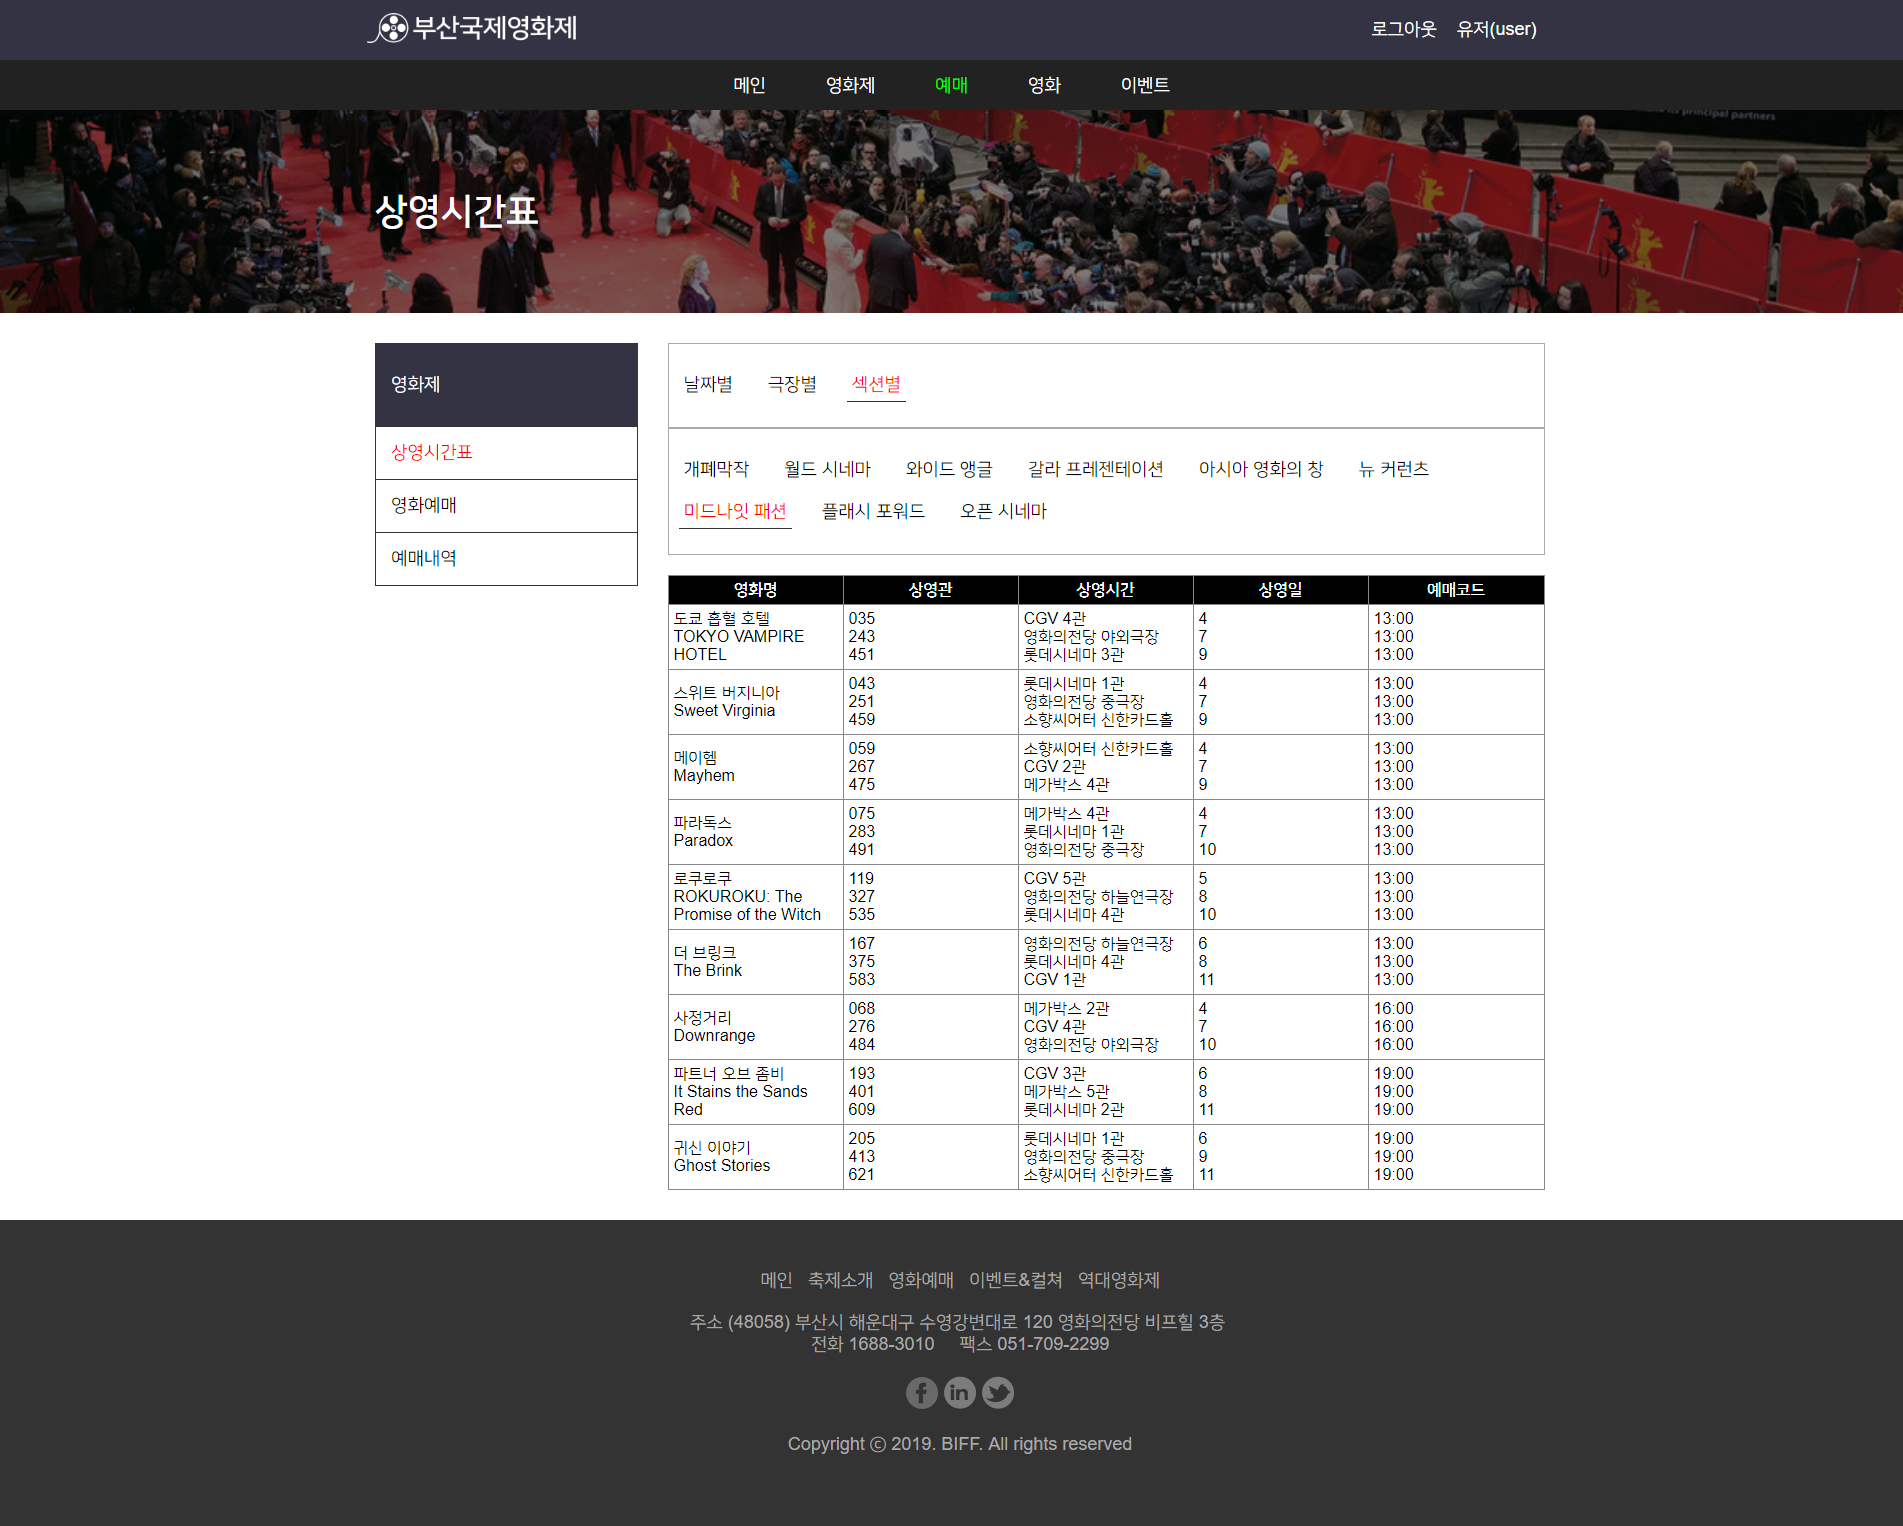 부산국제영화제
로그아웃 유저(user)
메인 영화제 예매 영화 이벤트
its principal partners
상영시간표
영화제
상영시간표
영화예매
예매내역
날짜별 극장별 섹션별
개폐막작 월드 시네마 와이드 앵글 갈라 프레젠테이션 아시아 영화의 창 뉴 커런츠
미드나잇 패션 플래시 포워드 오픈 시네마
영화명 상영관 상영시간 상영일 예매코드
도쿄 흡혈 호텔 035 CGV 4관 4 13:00
TOKYO VAMPIRE 243 영화의전당 야외극장 7 13:00
HOTEL 451 롯데시네마 3관 9 13:00
스위트 버지니아 043 롯데시네마 1관 4 13:00
Sweet Virginia 251 영화의전당 중극장 7 13:00
459 소향씨어터 신한카드홀 9 13:00
메이헴 059 소향씨어터 신한카드홀 4 13:00
Mayhem 267 CGV 2관 7 13:00
475 메가박스 4관 9 13:00
파라독스 075 메가박스 4관 4 13:00
Paradox 283 롯데시네마 1관 7 13:00
491 영화의전당 중극장 10 13:00
로쿠로쿠 119 CGV 5관 5 13:00
ROKUROKU: The 327 영화의전당 하늘연극장 8 13:00
Promise of the Witch 535 롯데시네마 4관 10 13:00
더 브링크 167 영화의전당 하늘연극장 6 13:00
The Brink 375 롯데시네마 4관 8 13:00
583 CGV 1관 11 13:00
사정거리 068 메가박스 2관 4 16:00
Downrange 276 CGV 4관 7 16:00
484 영화의전당 야외극장 10 16:00
파트너 오브 좀비 193 CGV 3관 6 19:00
It Stains the Sands 401 메가박스 5관 8 19:00
Red 609 롯데시네마 2관 11 19:00
귀신 이야기 205 롯데시네마 1관 6 19:00
Ghost Stories 413 영화의전당 중극장 9 19:00
621 소향씨어터 신한카드홀 11 19:00
메인 축제소개 영화예매 이벤트&컬쳐 역대영화제
주소 (48058) 부산시 해운대구 수영강변대로 120 영화의전당 비프힐 3층
전화 1688-3010 팩스 051-709-2299
Copyright ⓒ 2019. BIFF. All rights reserved